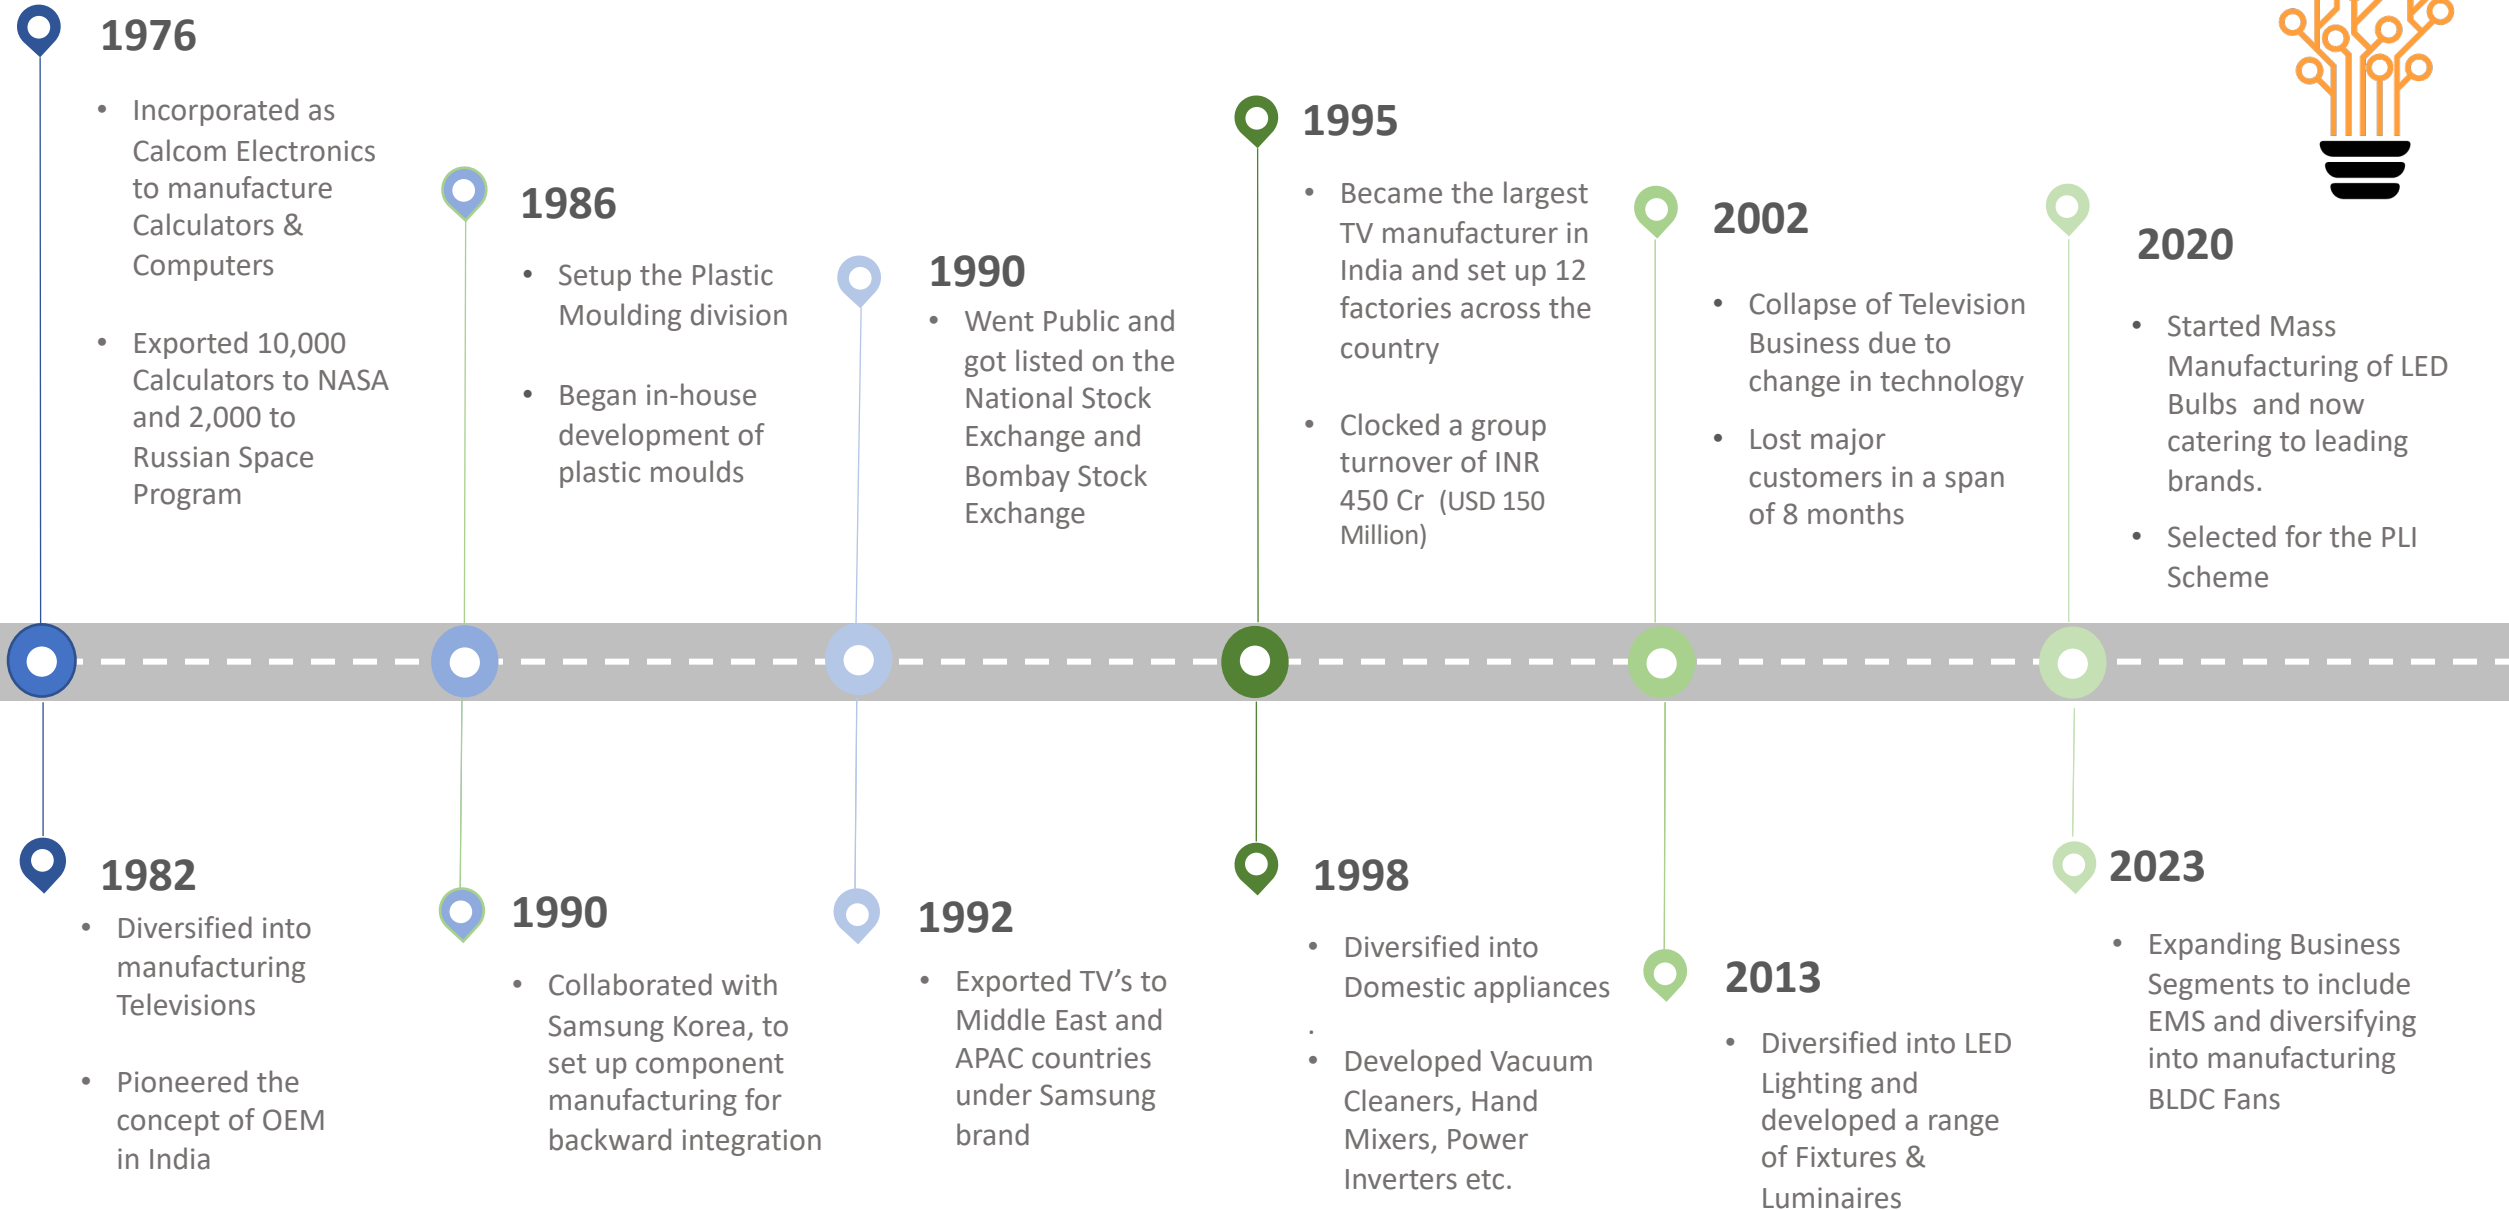 1976
• Incorporated as
Calcom Electronics
to manufacture
Calculators &
Computers
• Exported 10,000
Calculators to NASA
and 2,000 to
Russian Space
Program
1986
• Setup the Plastic
Moulding division
• Began in-house
development of
plastic moulds
1990
• Went Public and
got listed on the
National Stock
Exchange and
Bombay Stock
Exchange
1995
• Became the largest
TV manufacturer in
India and set up 12
factories across the
country
• Clocked a group
turnover of INR
450 Cr (USD 150
Million)
2002
• Collapse of Television
Business due to
change in technology
• Lost major
customers in a span
of 8 months
2020
• Started Mass
Manufacturing of LED
Bulbs and now
catering to leading
brands.
• Selected for the PLI
Scheme
1982
• Diversified into
manufacturing
Televisions
• Pioneered the
concept of OEM
in India
1990
• Collaborated with
Samsung Korea, to
set up component
manufacturing for
backward integration
1992
• Exported TV’s to
Middle East and
APAC countries
under Samsung
brand
1998
• Diversified into
Domestic appliances
.
• Developed Vacuum
Cleaners, Hand
Mixers, Power
Inverters etc.
2013
• Diversified into LED
Lighting and
developed a range
of Fixtures &
Luminaires
2023
• Expanding Business
Segments to include
EMS and diversifying
into manufacturing
BLDC Fans